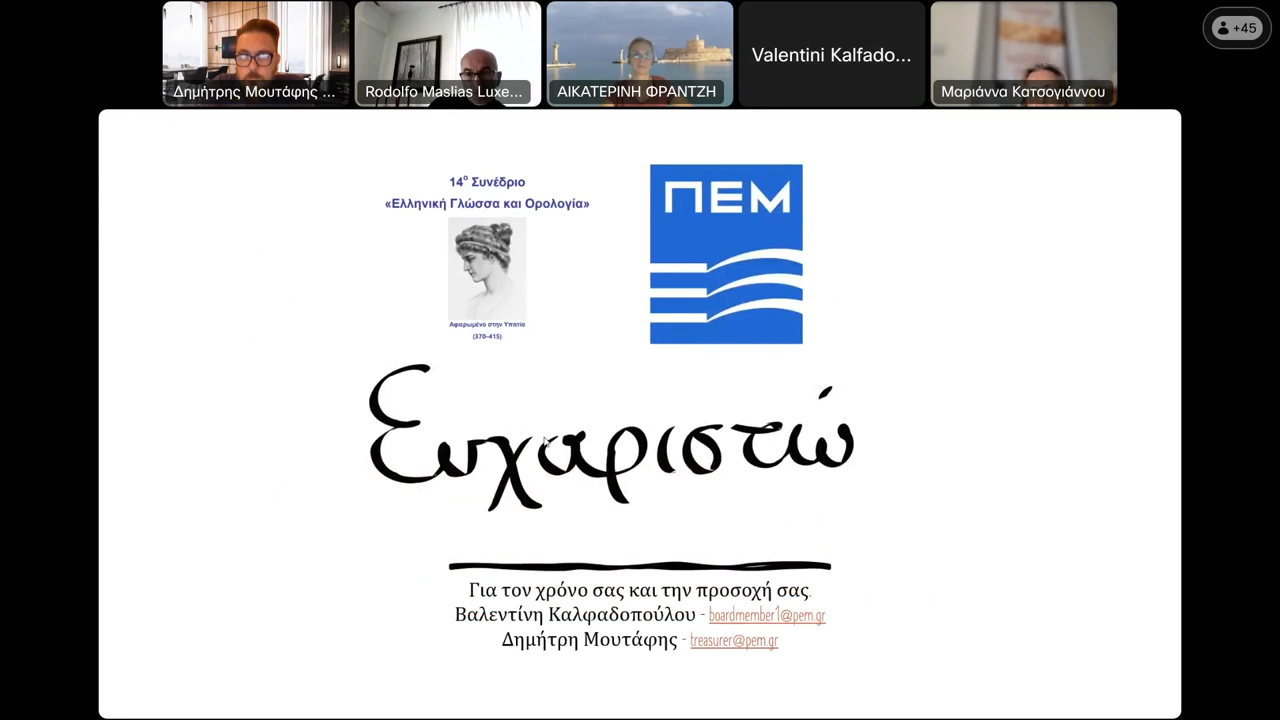 Δημήτρης Μουτάφης ...
Rodolfo Maslias Luxe...
ΑΙΚΑΤΕΡΙΝΗ ΦΡΑΝΤΖΗ
Valentini Kalfado...
Μαριάννα Κατσογιάννου
+45
14ο Συνέδριο
«Ελληνική Γλώσσα και Ορολογία»
Αφιερωμένο στην Υπατία
(370–415)
ΠΕΜ
Ευχαριστώ
Για τον χρόνο σας και την προσοχή σας.
Βαλεντίνη Καλφαδοπούλου - boardmember1@pem.gr
Δημήτρη Μουτάφης - treasurer@pem.gr